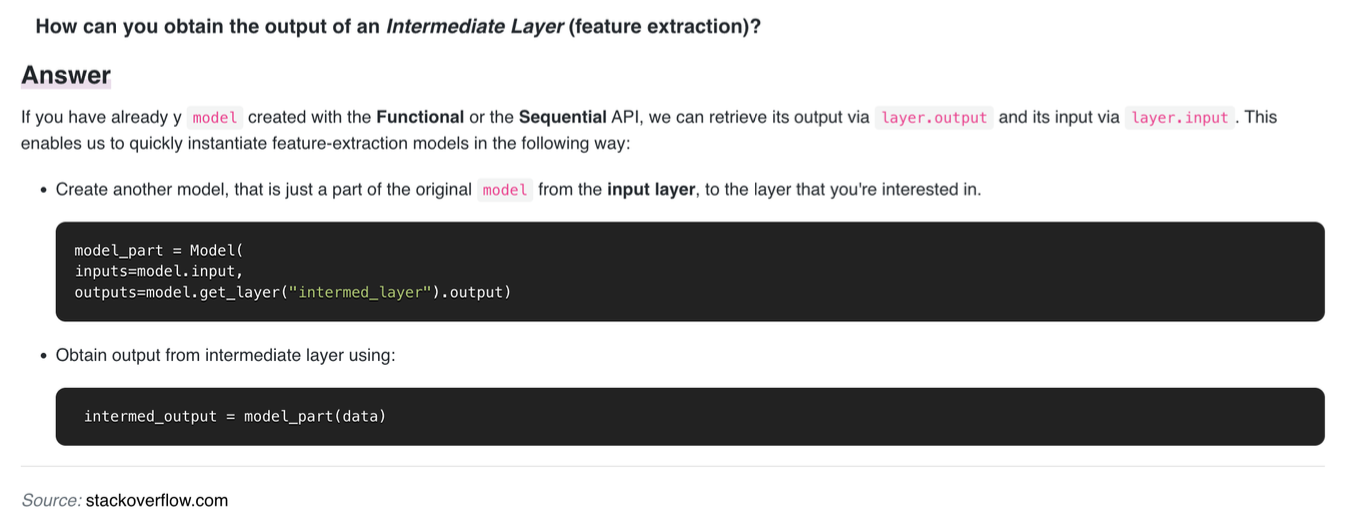 How can you obtain the output of an Intermediate Layer (feature extraction)?
Answer
If you have already y model created with the Functional or the Sequential API, we can retrieve its output via layer.output and its input via layer.input. This
enables us to quickly instantiate feature-extraction models in the following way:
• Create another model, that is just a part of the original model from the input layer, to the layer that you're interested in.
model_part = Model(
inputs=model.input,
outputs=model.get_layer("intermed_layer").output)
• Obtain output from intermediate layer using:
intermed_output = model_part(data)
Source: stackoverflow.com